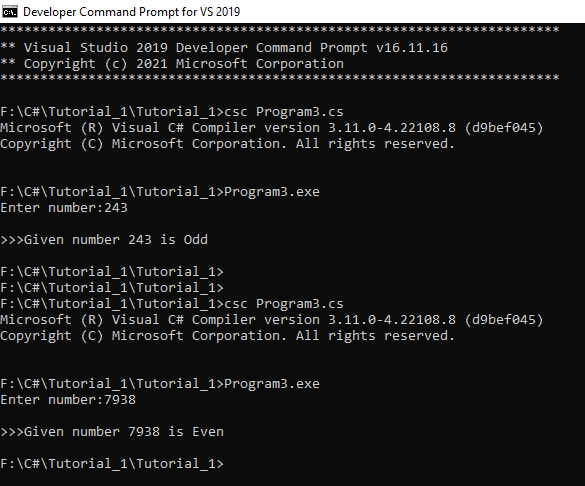 Developer Command Prompt for VS 2019
**********************************************************************
** Visual Studio 2019 Developer Command Prompt v16.11.16
** Copyright (c) 2021 Microsoft Corporation
**********************************************************************
F:\C#\Tutorial_1\Tutorial_1>csc Program3.cs
Microsoft (R) Visual C# Compiler version 3.11.0-4.22108.8 (d9bef045)
Copyright (C) Microsoft Corporation. All rights reserved.
F:\C#\Tutorial_1\Tutorial_1>Program3.exe
Enter number:243
>>>Given number 243 is Odd
F:\C#\Tutorial_1\Tutorial_1>
F:\C#\Tutorial_1\Tutorial_1>
F:\C#\Tutorial_1\Tutorial_1>csc Program3.cs
Microsoft (R) Visual C# Compiler version 3.11.0-4.22108.8 (d9bef045)
Copyright (C) Microsoft Corporation. All rights reserved.
F:\C#\Tutorial_1\Tutorial_1>Program3.exe
Enter number:7938
>>>Given number 7938 is Even
F:\C#\Tutorial_1\Tutorial_1>